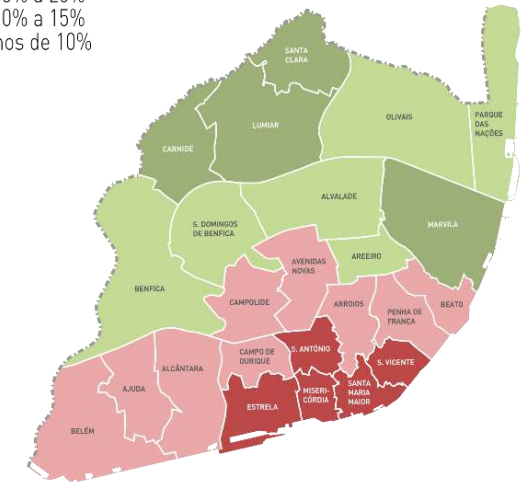 0% a 15%
nos de 10%
SANTA
CLARA
LUMIAR
OLIVAIS
PARQUE
DAS
NAÇÕES
CARNIDE
ALVALADE
MARVILA
S. DOMINGOS
DE BENFICA
AREEIRO
AVENIDAS
NOVAS
BENFICA
CAMPOLIDE
ARROIOS
PENHA DE
FRANÇA
BEATO
CAMPO DE
OURIQUE
S. ANTÓNIO
S. VICENTE
ALCÂNTARA
AJUDA
ESTRELA
MISERI-
CÓRDIA
SANTA
MARIA
MAIOR
BELÉM